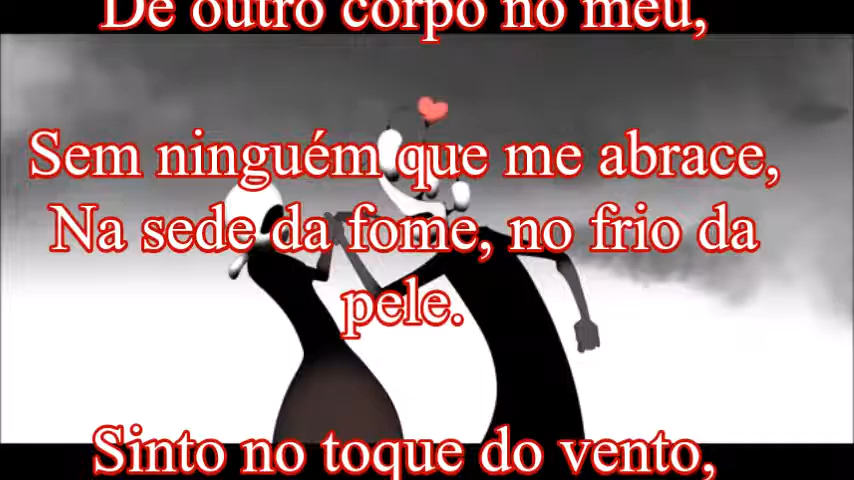 De outro corpo no meu,
Sem ninguém que me abrace,
Na sede da fome, no frio da
pele.
Sinto no toque do vento,